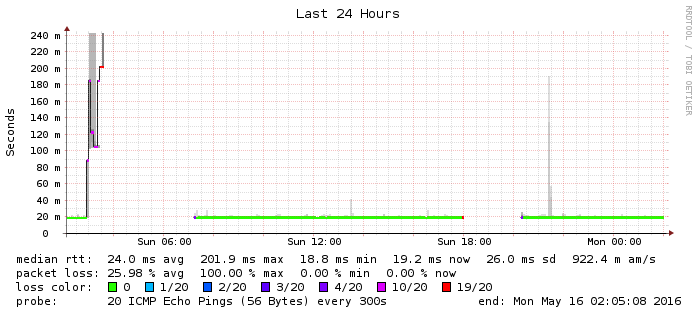 Last 24 Hours
RRDTOOL / TOBI OETIKER
Seconds
240 m
220 m
200 m
180 m
160 m
140 m
120 m
100 m
80 m
60 m
40 m
20 m
0
Sun 06:00 Sun 12:00 Sun 18:00 Mon 00:00
median rtt: 24.0 ms avg 201.9 ms max 18.8 ms min 19.2 ms now 26.0 ms sd 922.4 m am/s
packet loss: 25.98 % avg 100.00 % max 0.00 % min 0.00 % now
loss color: 0 1/20 2/20 3/20 4/20 10/20 19/20
probe: 20 ICMP Echo Pings (56 Bytes) every 300s end: Mon May 16 02:05:08 2016